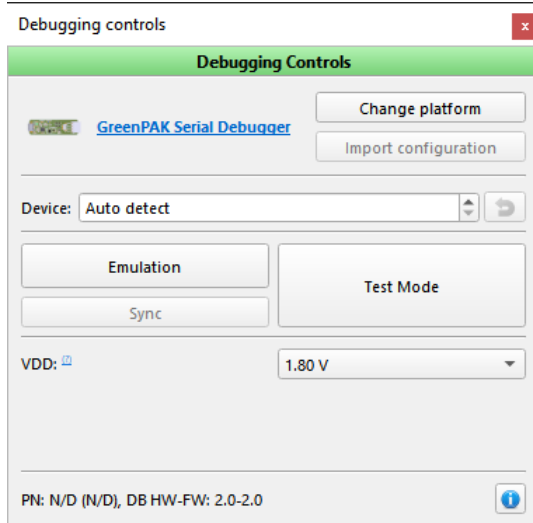 Debugging controls
x
Debugging Controls
GreenPAK Serial Debugger
Change platform
Import configuration
Device: Auto detect
Emulation
Sync
Test Mode
VDD: (?)
1.80 V
PN: N/D (N/D), DB HW-FW: 2.0-2.0
i